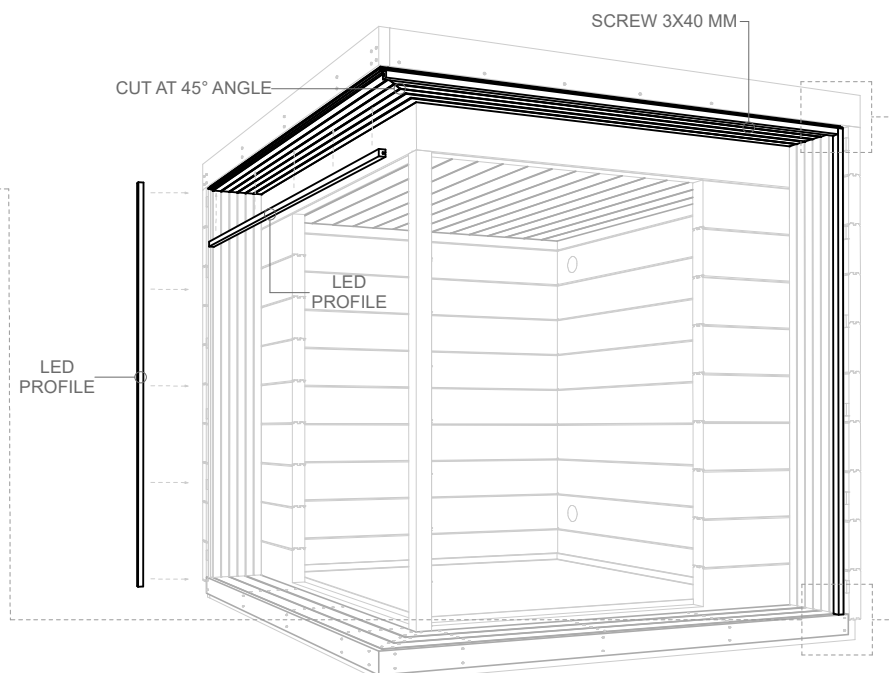 SCREW 3X40 MM
CUT AT 45° ANGLE
LED
PROFILE
LED
PROFILE